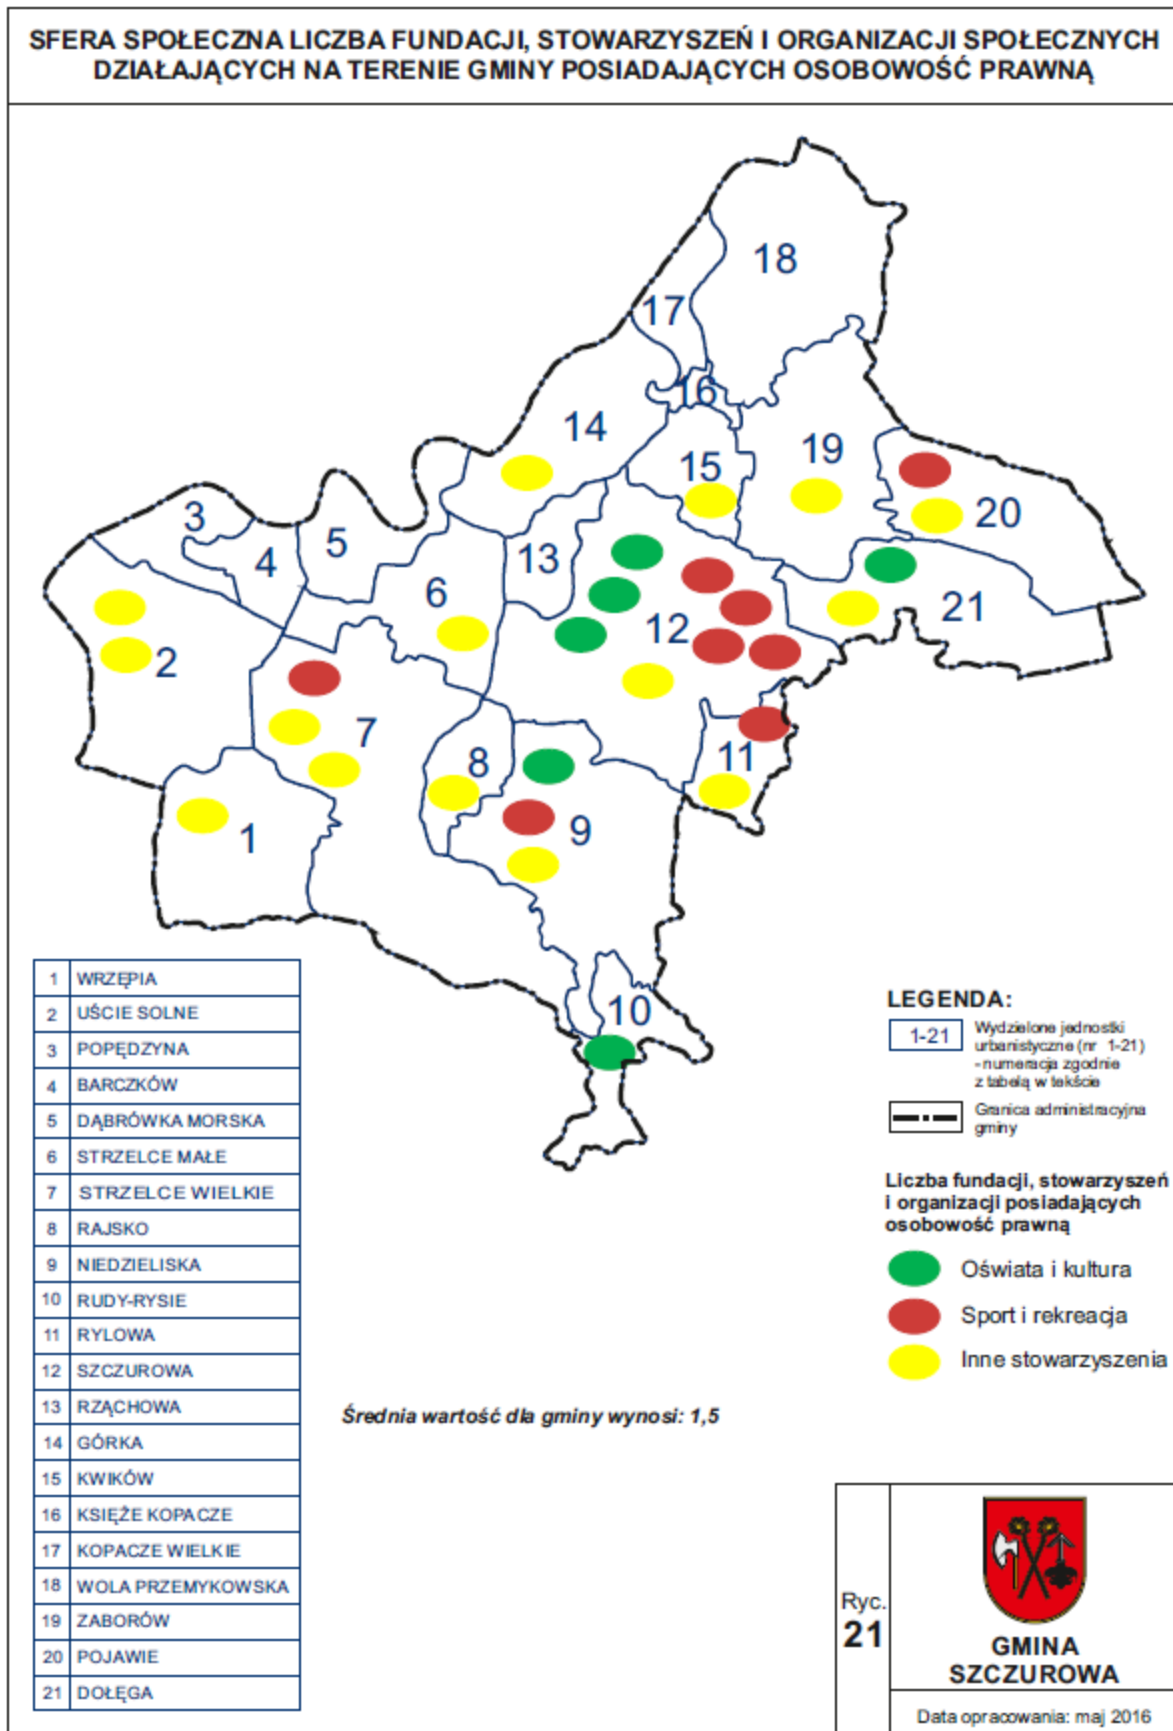 SFERA SPOŁECZNA LICZBA FUNDACJI, STOWARZYSZEŃ I ORGANIZACJI SPOŁECZNYCH
DZIAŁAJĄCYCH NA TERENIE GMINY POSIADAJĄCYCH OSOBOWOŚĆ PRAWNĄ
18
17
16
14
19
15
20
3
5
13
4
6
21
12
2
7
11
8
9
1
10
1 WRZĘPIA
2 UŚCIE SOLNE
3 POPĘDZYNA
4 BARCZKÓW
5 DĄBRÓWKA MORSKA
6 STRZELCE MAŁE
7 STRZELCE WIELKIE
8 RAJSKO
9 NIEDZIELISKA
10 RUDY-RYSIE
11 RYLOWA
12 SZCZUROWA
13 RZĄCHOWA
14 GÓRKA
15 KWIKÓW
16 KSIĘŻE KOPACZE
17 KOPACZE WIELKIE
18 WOLA PRZEMYKOWSKA
19 ZABORÓW
20 POJAWIE
21 DOŁĘGA
LEGENDA:
1-21
Wydzielone jednostki
urbanistyczne (nr 1-21)
- numeracja zgodnie
z tabelą w tekście
Granica administracyjna
gminy
Liczba fundacji, stowarzyszeń
i organizacji posiadających
osobowość prawną
Oświata i kultura
Sport i rekreacja
Inne stowarzyszenia
Średnia wartość dla gminy wynosi: 1,5
Ryc.
21
GMINA
SZCZUROWA
Data opracowania: maj 2016